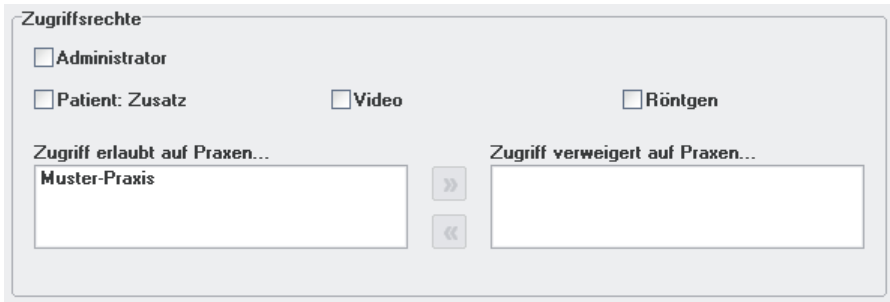 Zugriffsrechte
Administrator
Patient: Zusatz Video Röntgen
Zugriff erlaubt auf Praxen... Zugriff verweigert auf Praxen...
Muster-Praxis
» 
«